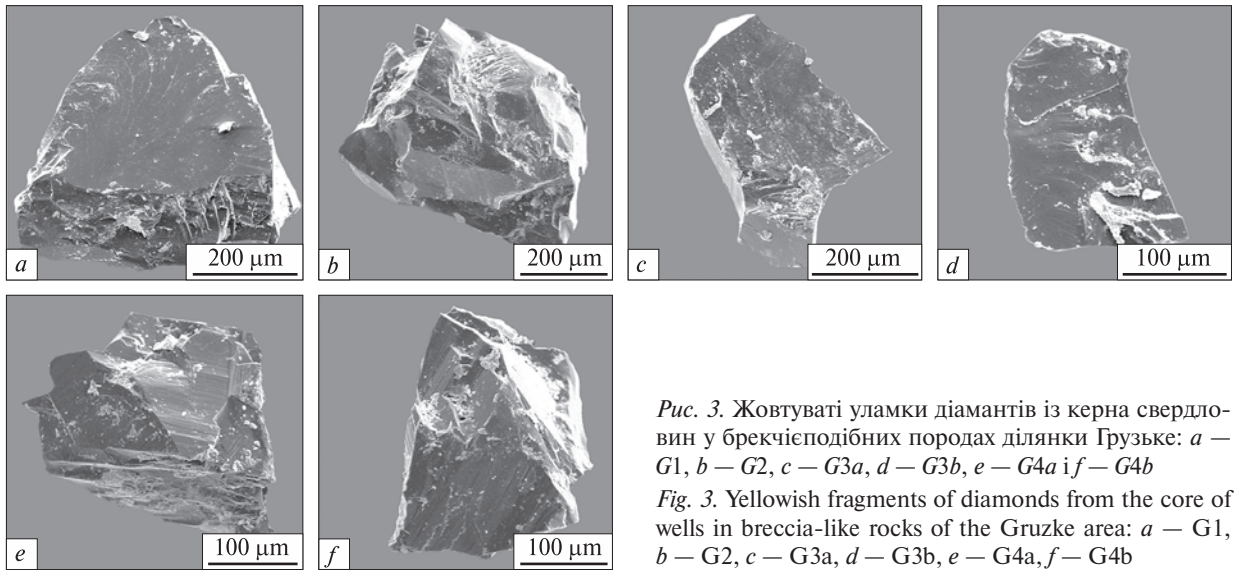 a
200 µm
b
200 µm
c
200 µm
d
100 µm
e
100 µm
f
100 µm
Рис. 3. Жовтуваті уламки діамантів із керна свердло-
вин у брекчієподібних породах ділянки Грузьке: a —
G1, b — G2, c — G3a, d — G3b, e — G4a і f — G4b
Fig. 3. Yellowish fragments of diamonds from the core of
wells in breccia-like rocks of the Gruzke area: a — G1,
b — G2, c — G3a, d — G3b, e — G4a, f — G4b